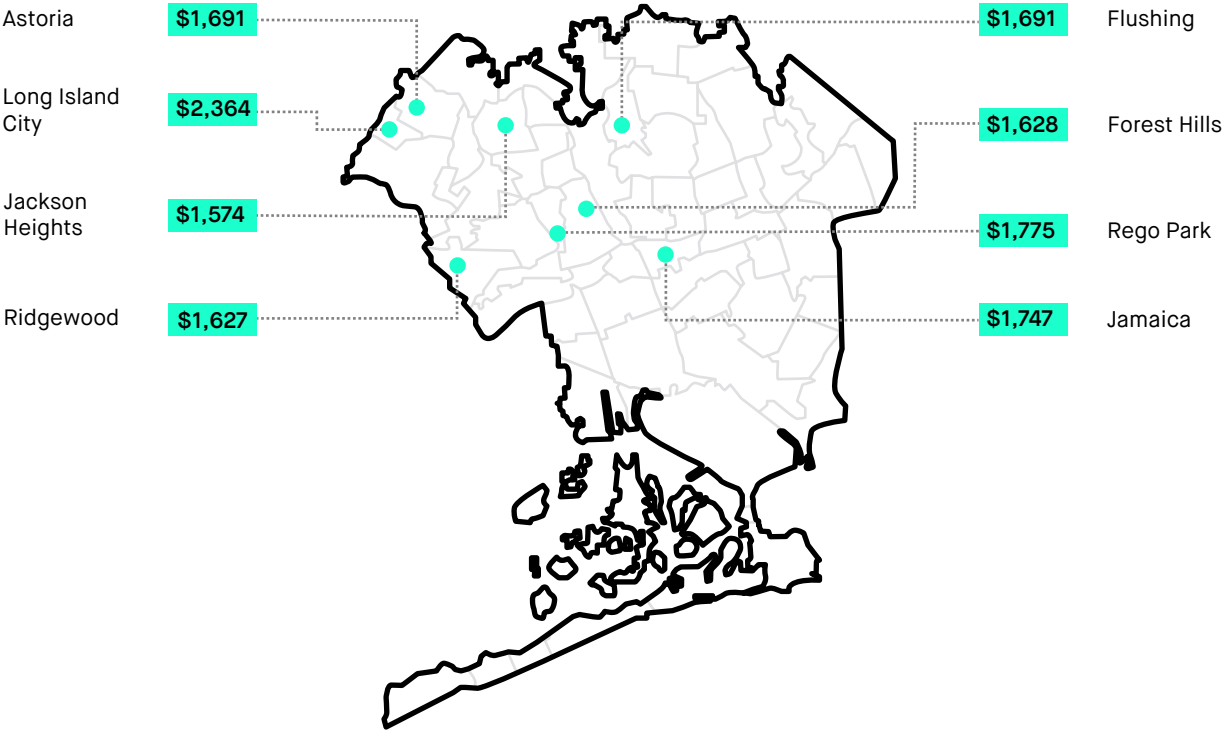 Astoria
$1,691
Long Island
City
$2,364
Jackson
Heights
$1,574
Ridgewood
$1,627
$1,691
Flushing
$1,628
Forest Hills
$1,775
Rego Park
$1,747
Jamaica